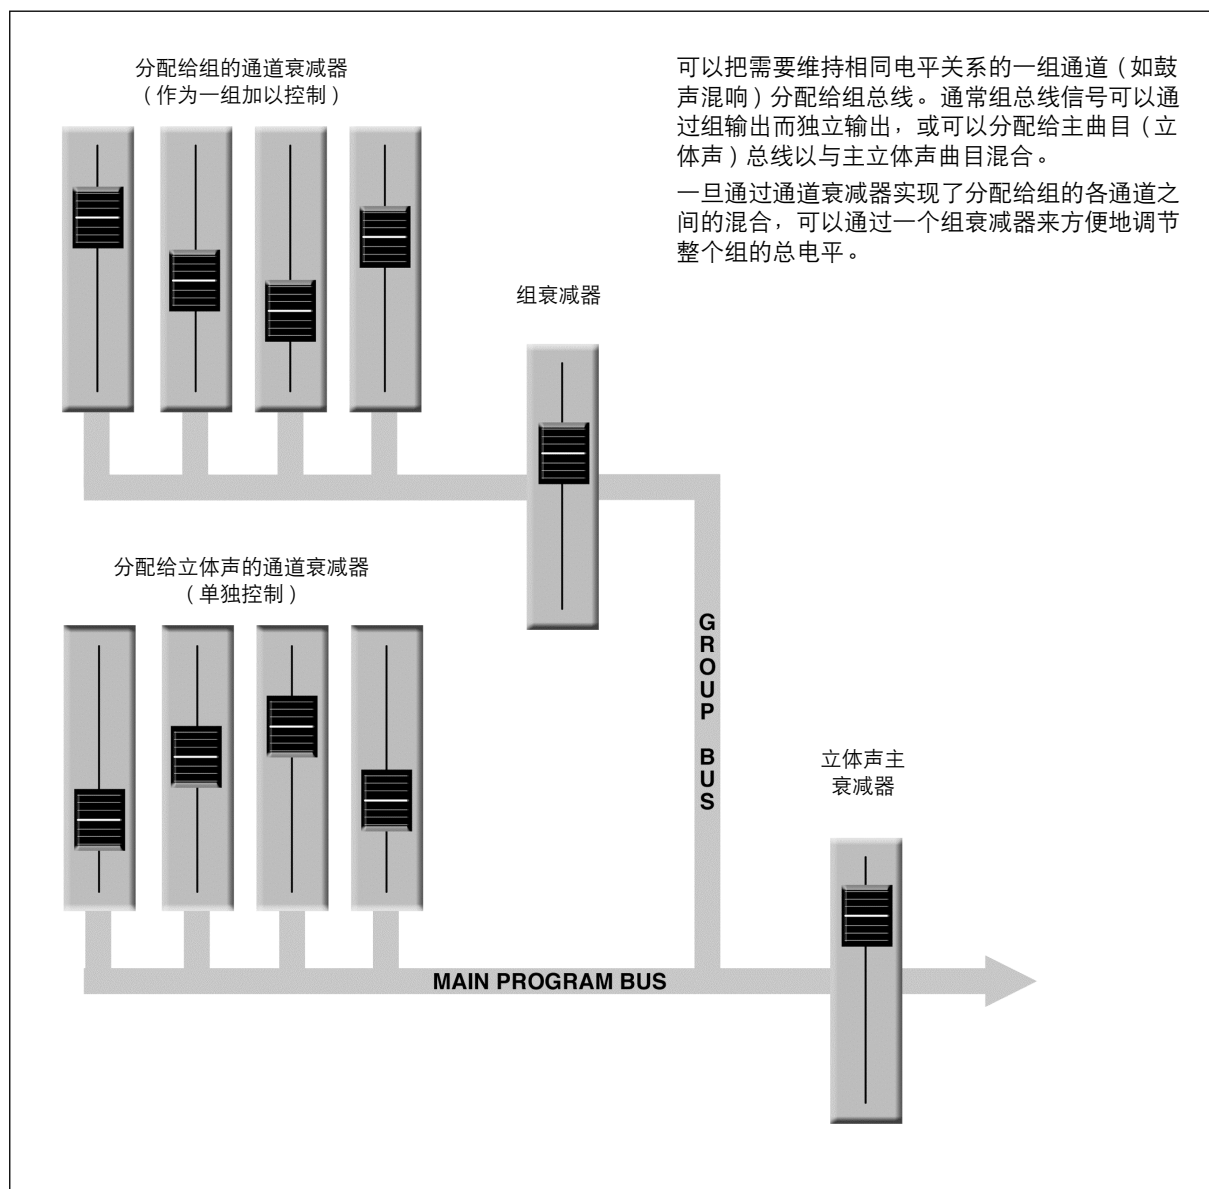 分配给组的通道衰减器
（作为一组加以控制）
可以把需要维持相同电平关系的一组通道（如鼓
声混响）分配给组总线。通常组总线信号可以通
过组输出而独立输出，或可以分配给主曲目（立
体声）总线以与主立体声曲目混合。
一旦通过通道衰减器实现了分配给组的各通道之
间的混合，可以通过一个组衰减器来方便地调节
整个组的总电平。
组衰减器
分配给立体声的通道衰减器
（单独控制）
GROUP BUS
立体声主
衰减器
MAIN PROGRAM BUS